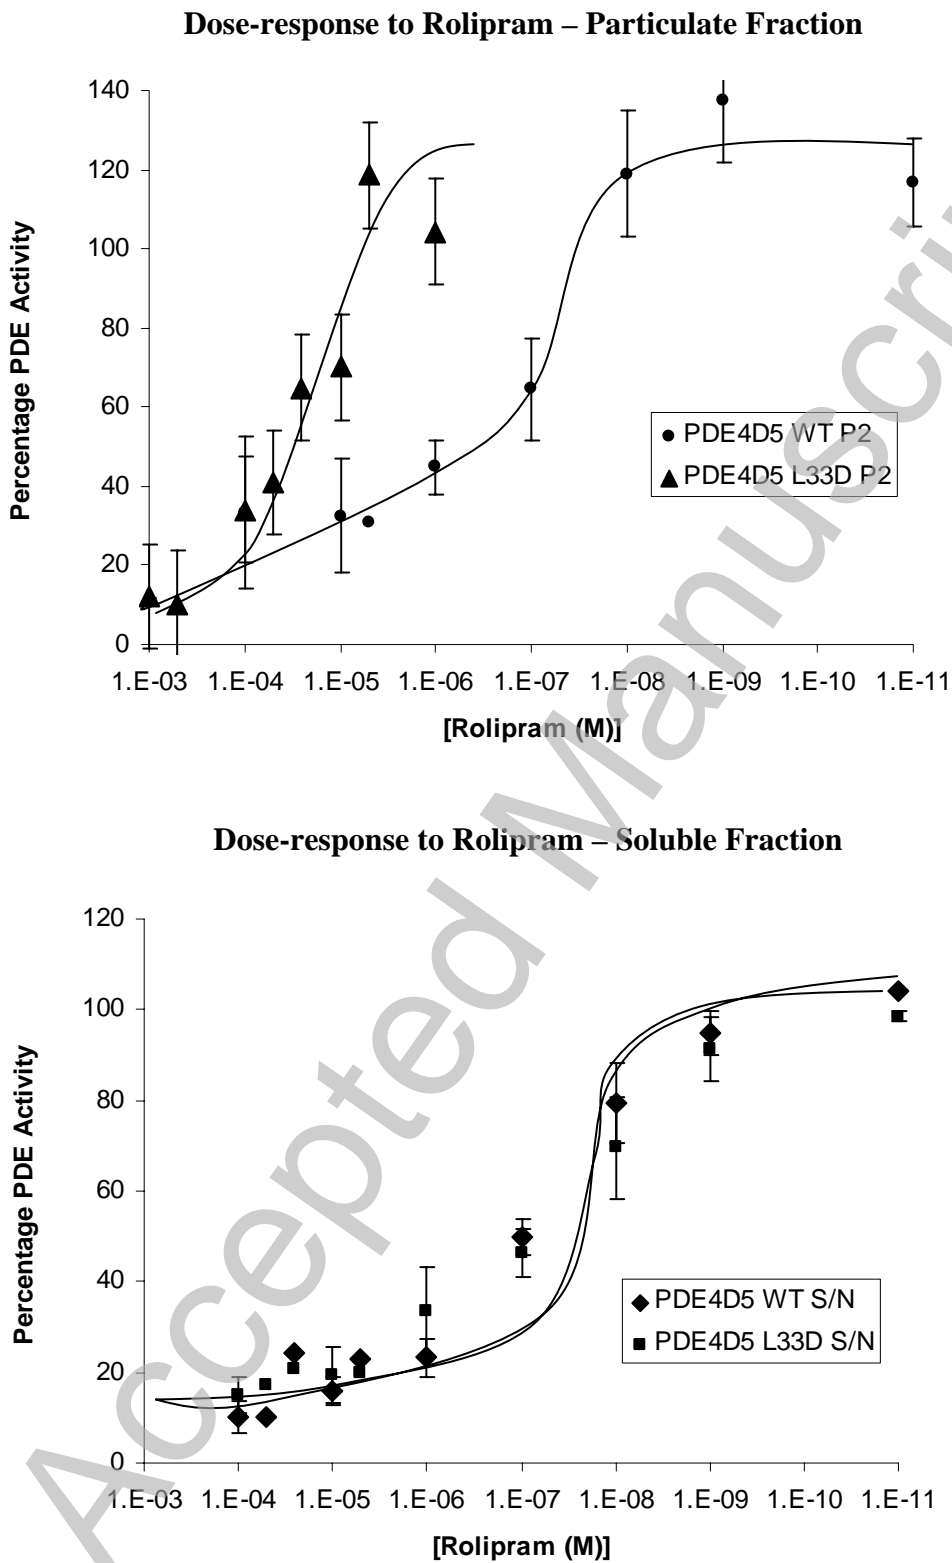 Dose-response to Rolipram – Particulate Fraction
140
120
100
80
60
40
20
0
Percentage PDE Activity
PDE4D5 WT P2
PDE4D5 L33D P2
1.E-03 1.E-04 1.E-05 1.E-06 1.E-07 1.E-08 1.E-09 1.E-10 1.E-11
[Rolipram (M)]
Dose-response to Rolipram – Soluble Fraction
120
100
80
60
40
20
0
Percentage PDE Activity
PDE4D5 WT S/N
PDE4D5 L33D S/N
1.E-03 1.E-04 1.E-05 1.E-06 1.E-07 1.E-08 1.E-09 1.E-10 1.E-11
[Rolipram (M)]
Accepted Manuscri